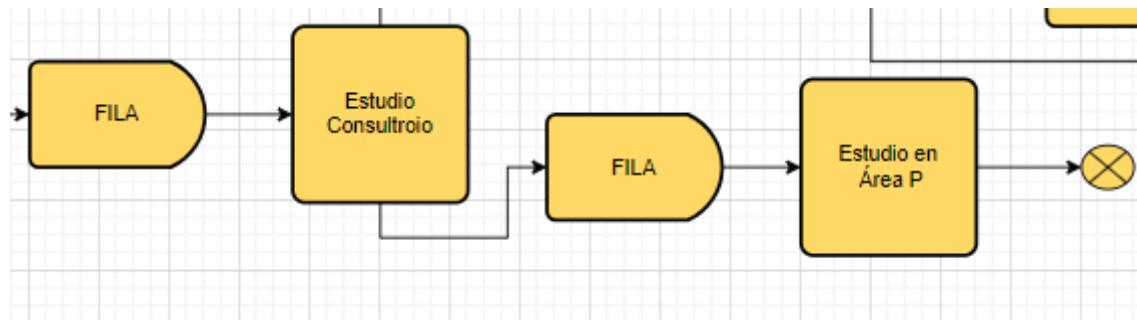 FILA
Estudio
Consultroio
FILA
Estudio en
Área P